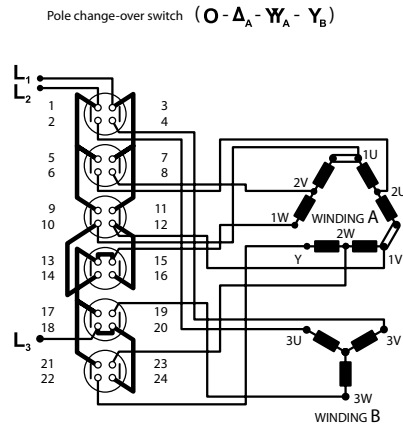 Pole change-over switch ( O - Δ_A - YY_A - Y_B )
L1
L2
1 3
2 4
5 7
6 8
9 11
10 12
13 15
14 16
17 19
18 20
L3
21 23
22 24
1U
2V 2U
1W WINDING A
2W
Y 1V
3U 3V
3W
WINDING B